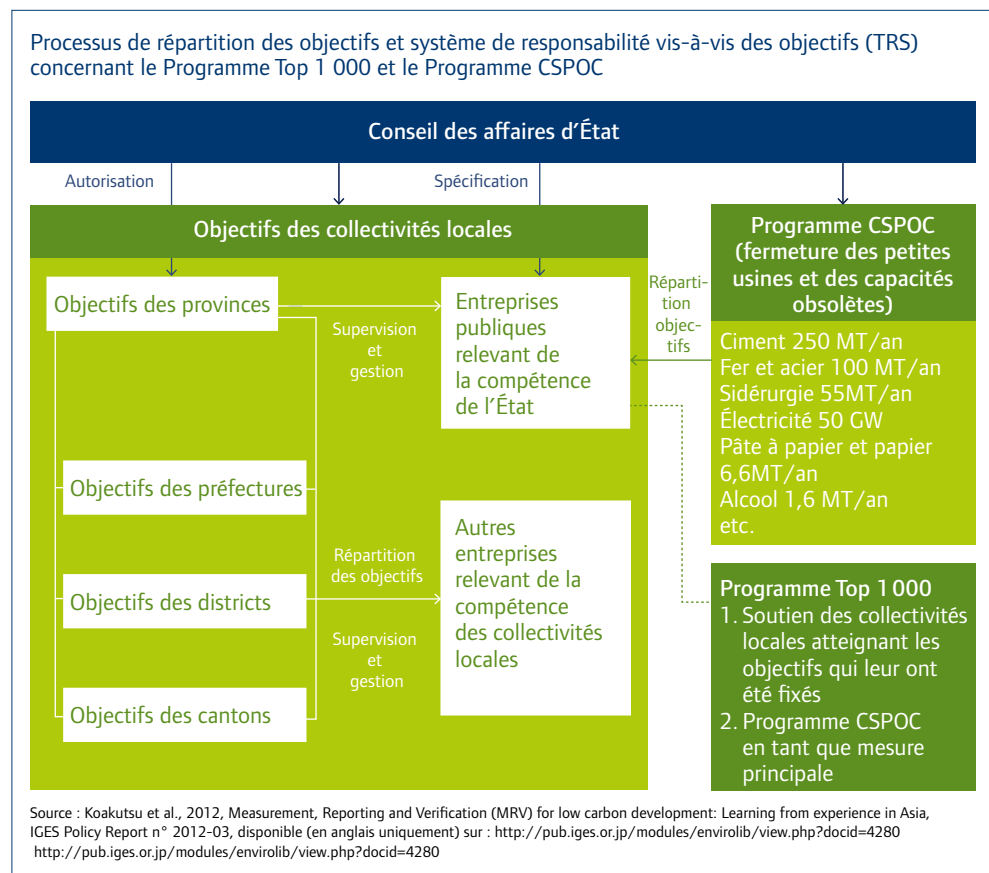 Processus de répartition des objectifs et système de responsabilité vis-à-vis des objectifs (TRS)
concernant le Programme Top 1 000 et le Programme CSPOC
Conseil des affaires d'État
Autorisation
Spécification
Objectifs des collectivités locales
Objectifs des provinces
Supervision
et
gestion
Entreprises
publiques
relevant de
la compétence
de l'État
Réparti-
tion
objec-
tifs
Programme CSPOC
(fermeture des petites
usines et des capacités
obsolètes)
Ciment 250 MT/an
Fer et acier 100 MT/an
Sidérurgie 55MT/an
Électricité 50 GW
Pâte à papier et papier
6,6MT/an
Alcool 1,6 MT/an
etc.
Objectifs des préfectures
Objectifs des districts
Objectifs des cantons
Répartition
des objectifs
Supervision
et
gestion
Autres
entreprises
relevant de la
compétence
des collectivités
locales
Programme Top 1 000
1. Soutien des collectivités
locales atteignant les
objectifs qui leur ont
été fixés
2. Programme CSPOC
en tant que mesure
principale
Source : Koakutsu et al., 2012, Measurement, Reporting and Verification (MRV) for low carbon development: Learning from experience in Asia,
IGES Policy Report n° 2012-03, disponible (en anglais uniquement) sur : http://pub.iges.or.jp/modules/envirolib/view.php?docid=4280
http://pub.iges.or.jp/modules/envirolib/view.php?docid=4280